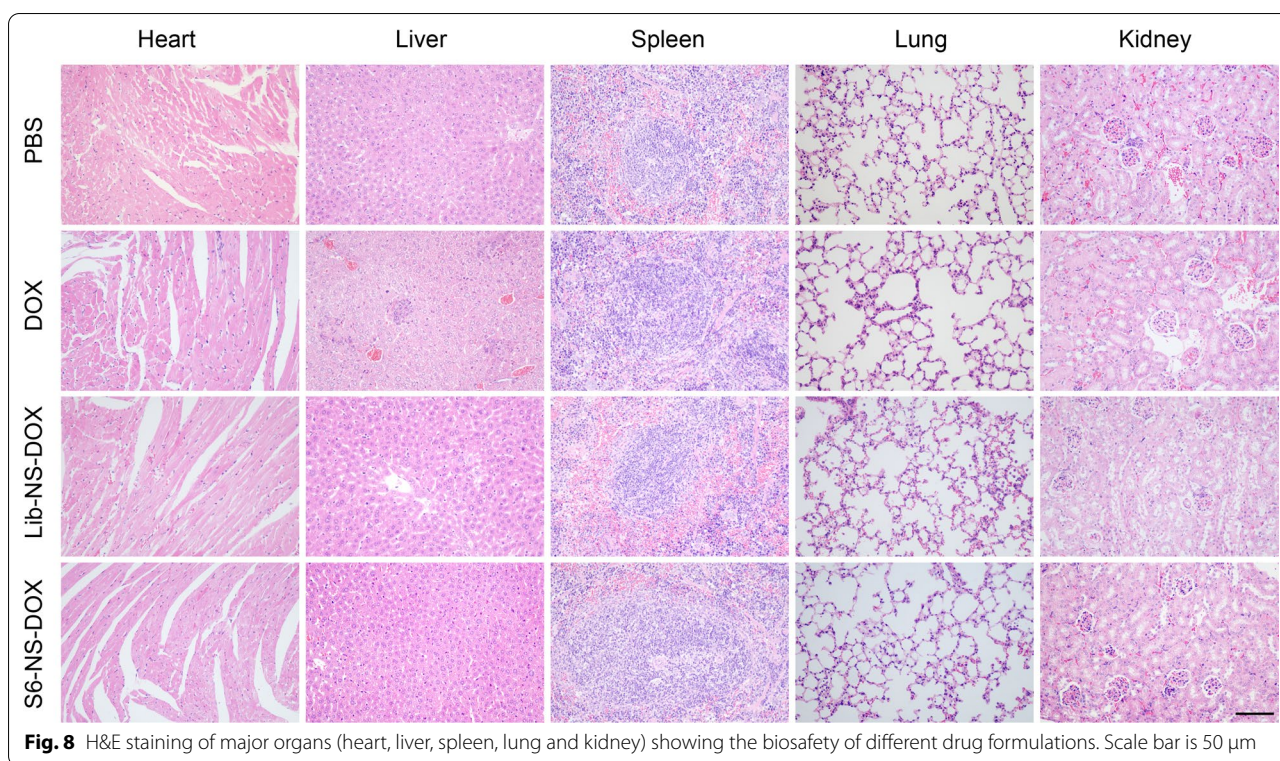 Heart Liver Spleen Lung Kidney
PBS
DOX
Lib-NS-DOX
S6-NS-DOX
Fig. 8 H&E staining of major organs (heart, liver, spleen, lung and kidney) showing the biosafety of different drug formulations. Scale bar is 50 μm